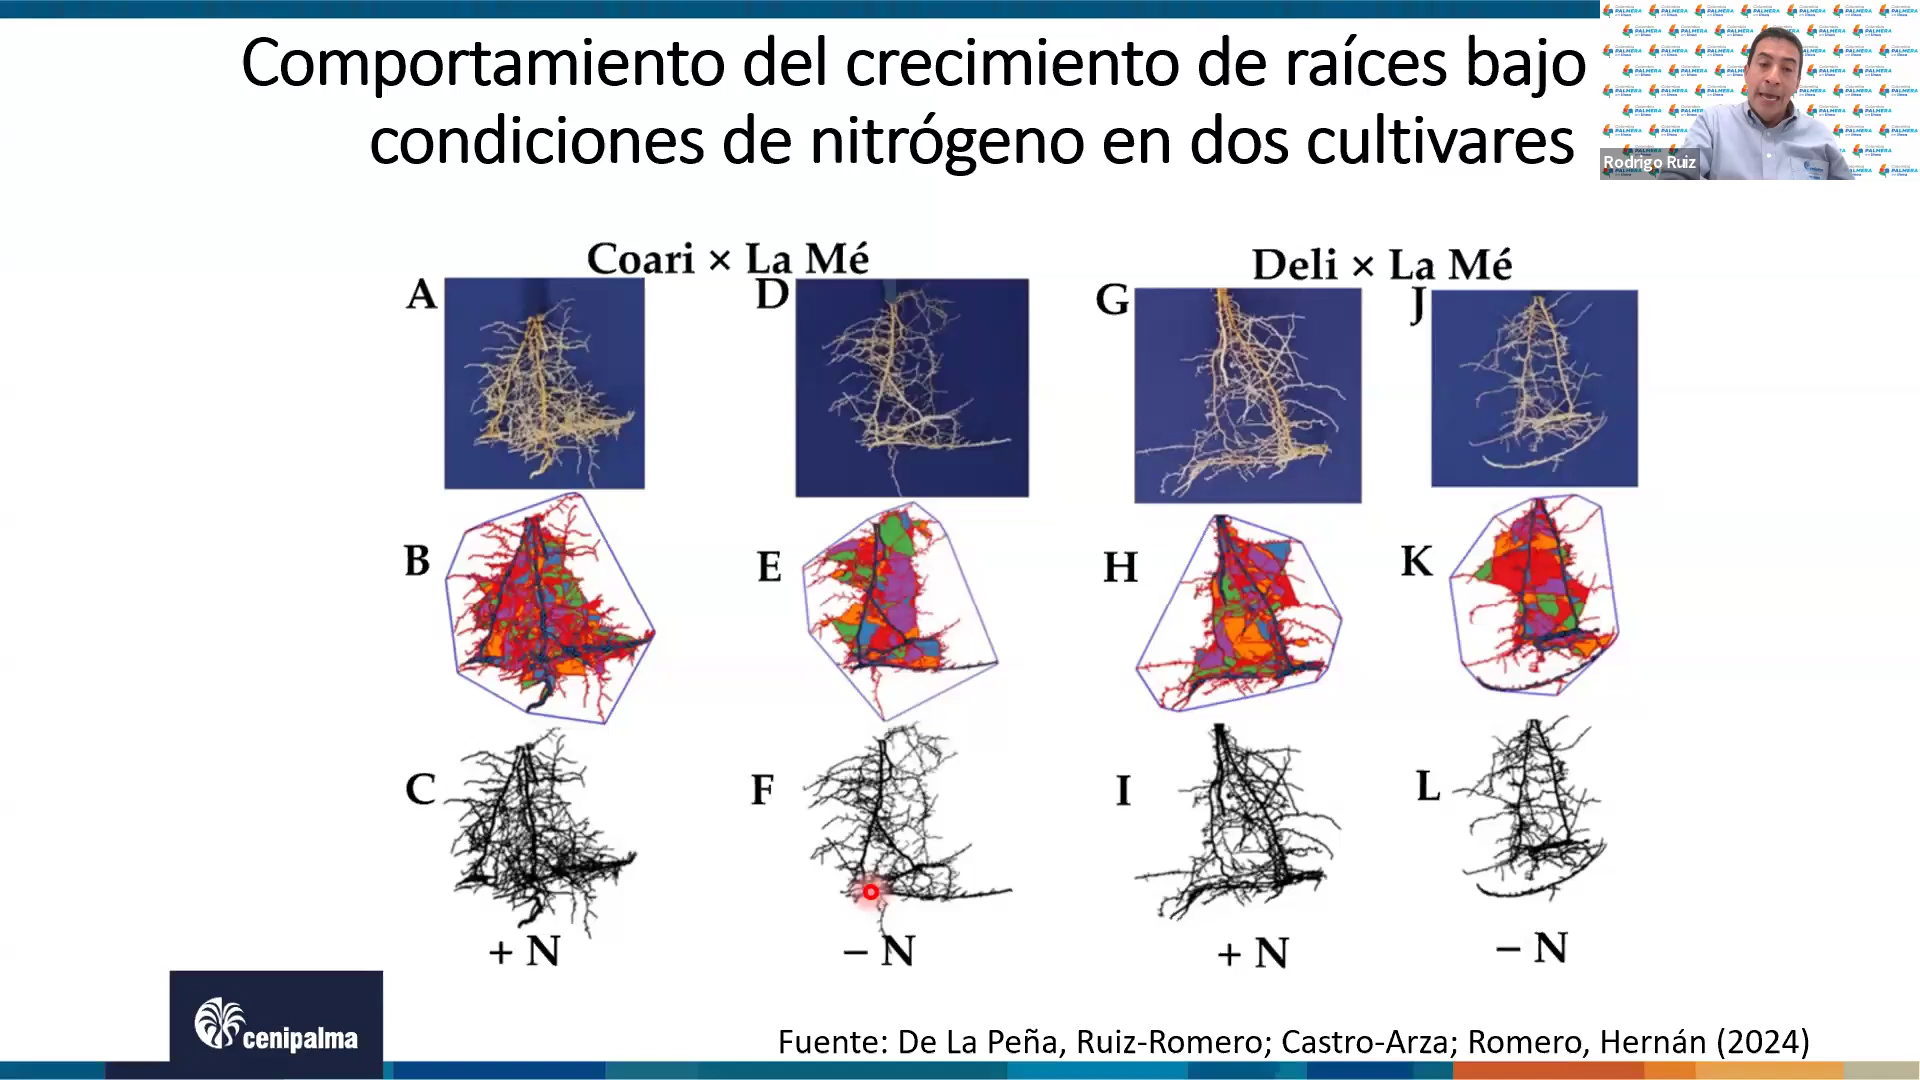 Comportamiento del crecimiento de raíces bajo
condiciones de nitrógeno en dos cultivares
Rodrigo Ruiz
Coari × La Mé
Deli × La Mé
A
D
G
J
B
E
H
K
C
F
I
L
+ N
− N
+ N
− N
cenipalma
Fuente: De La Peña, Ruiz-Romero; Castro-Arza; Romero, Hernán (2024)